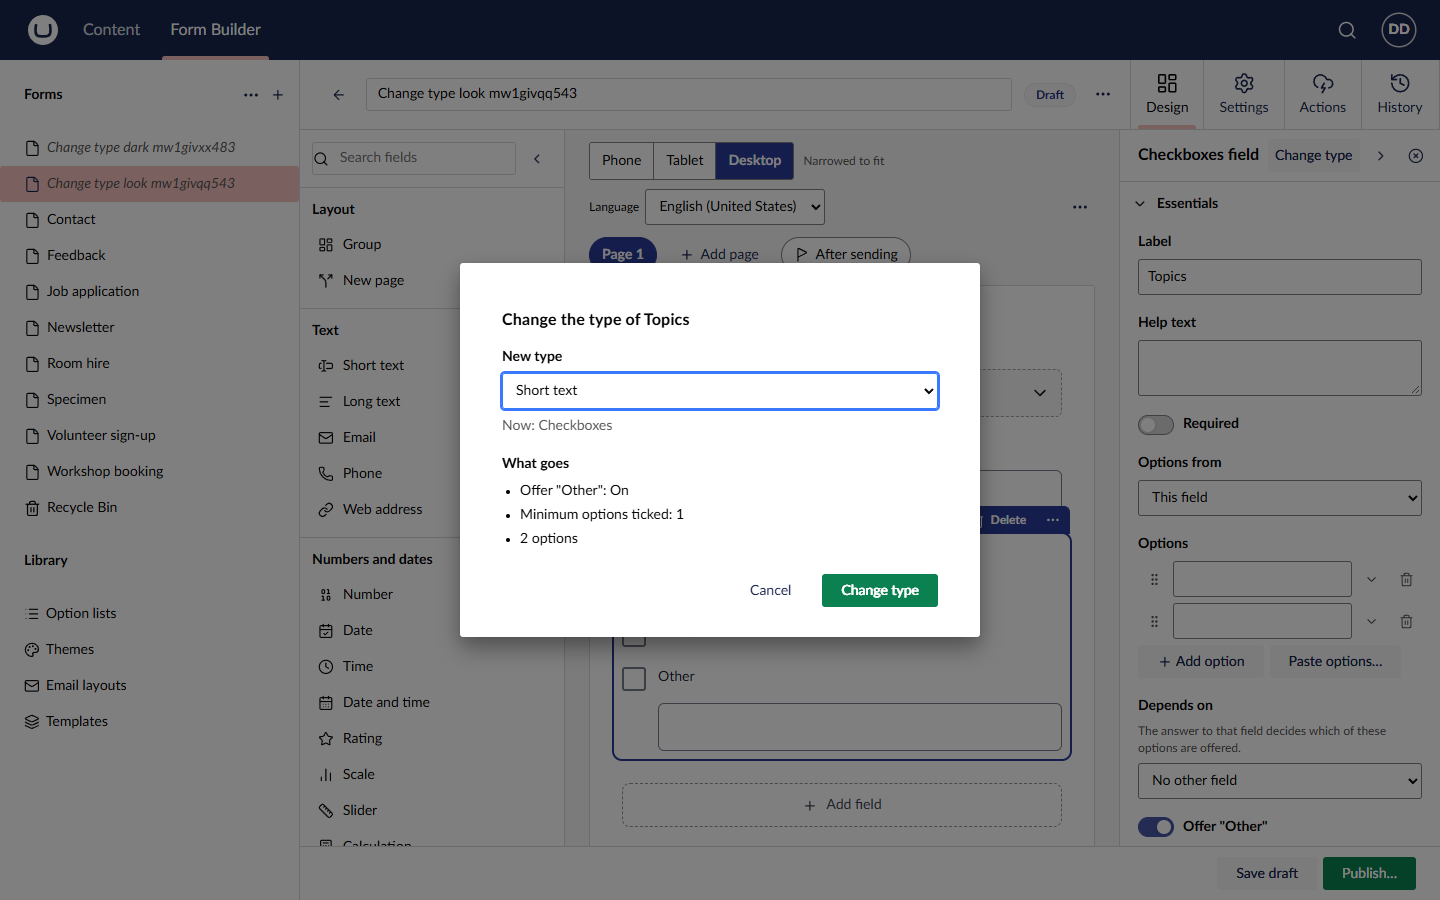 Content
Form Builder
DD
Forms
Change type dark mw1givxx483
Change type look mw1givqq543
Contact
Feedback
Job application
Newsletter
Room hire
Specimen
Volunteer sign-up
Workshop booking
Recycle Bin
Library
Option lists
Themes
Email layouts
Templates
Change type look mw1givqq543
Draft
Design
Settings
Actions
History
Search fields
Layout
Group
New page
Text
Short text
Long text
Email
Phone
Web address
Numbers and dates
Number
Date
Time
Date and time
Rating
Scale
Slider
Calculation
Phone
Tablet
Desktop
Narrowed to fit
Language
English (United States)
Page 1
Add page
After sending
Delete
Other
Add field
Change the type of Topics
New type
Short text
Now: Checkboxes
What goes
Offer "Other": On
Minimum options ticked: 1
2 options
Cancel
Change type
Checkboxes field
Change type
Essentials
Label
Topics
Help text
Required
Options from
This field
Options
Add option
Paste options...
Depends on
The answer to that field decides which of these
options are offered.
No other field
Offer "Other"
Save draft
Publish...